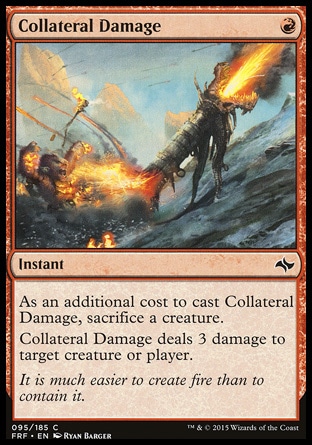 Collateral Damage
Instant
As an additional cost to cast Collateral
Damage, sacrifice a creature.
Collateral Damage deals 3 damage to
target creature or player.
It is much easier to create fire than to
contain it.
095/185 C
FRF • EN Ryan Barger
™ & © 2015 Wizards of the Coast